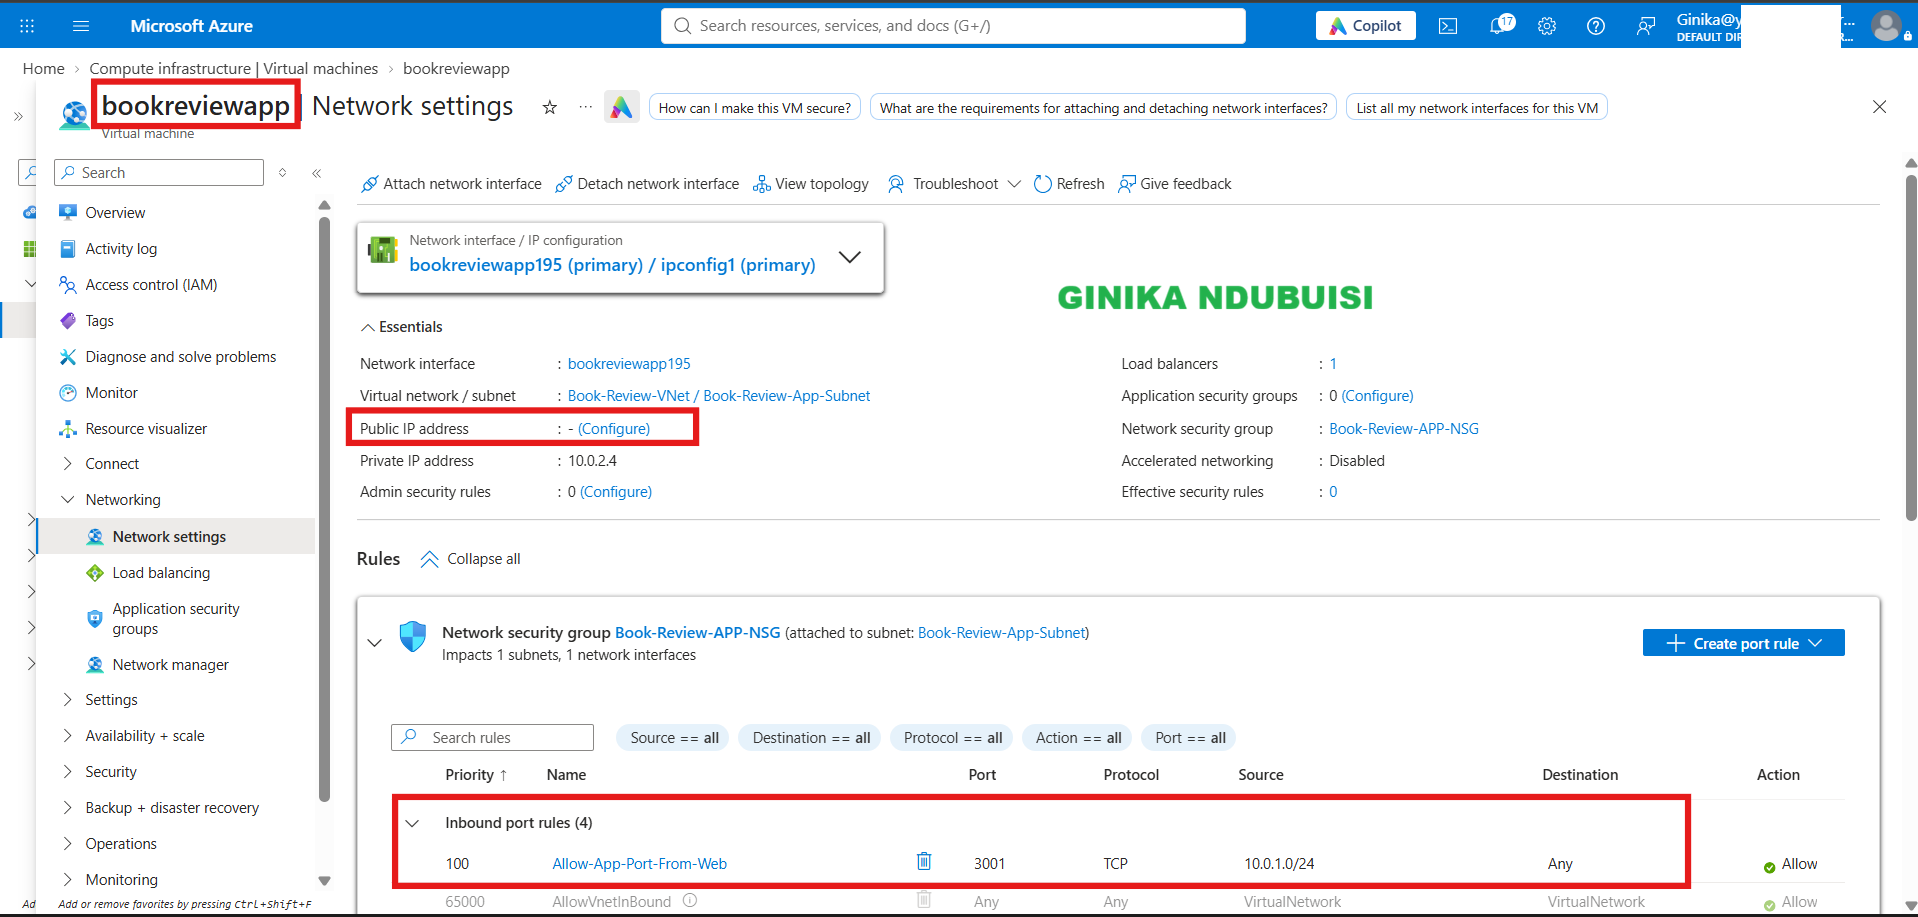 Microsoft Azure
Search resources, services, and docs (G+/)
Copilot
17
Ginika@y
DEFAULT DIR
Home > Compute infrastructure | Virtual machines > bookreviewapp
bookreviewapp | Network settings
Virtual machine
How can I make this VM secure?
What are the requirements for attaching and detaching network interfaces?
List all my network interfaces for this VM
Search
Overview
Activity log
Access control (IAM)
Tags
Diagnose and solve problems
Monitor
Resource visualizer
Connect
Networking
Network settings
Load balancing
Application security
groups
Network manager
Settings
Availability + scale
Security
Backup + disaster recovery
Operations
Monitoring
Ad
Add or remove favorites by pressing Ctrl+Shift+F
Attach network interface
Detach network interface
View topology
Troubleshoot
Refresh
Give feedback
Network interface / IP configuration
bookreviewapp195 (primary) / ipconfig1 (primary)
GINIKA NDUBUISI
Essentials
Network interface : bookreviewapp195
Virtual network / subnet : Book-Review-VNet / Book-Review-App-Subnet
Public IP address : - (Configure)
Private IP address : 10.0.2.4
Admin security rules : 0 (Configure)
Load balancers : 1
Application security groups : 0 (Configure)
Network security group : Book-Review-APP-NSG
Accelerated networking : Disabled
Effective security rules : 0
Rules
Collapse all
Network security group Book-Review-APP-NSG (attached to subnet: Book-Review-App-Subnet)
Impacts 1 subnets, 1 network interfaces
Create port rule
Search rules
Source == all
Destination == all
Protocol == all
Action == all
Port == all
Priority ↑ Name Port Protocol Source Destination Action
Inbound port rules (4)
100 Allow-App-Port-From-Web 3001 TCP 10.0.1.0/24 Any Allow
65000 AllowVnetInBound Any Any VirtualNetwork VirtualNetwork Allow